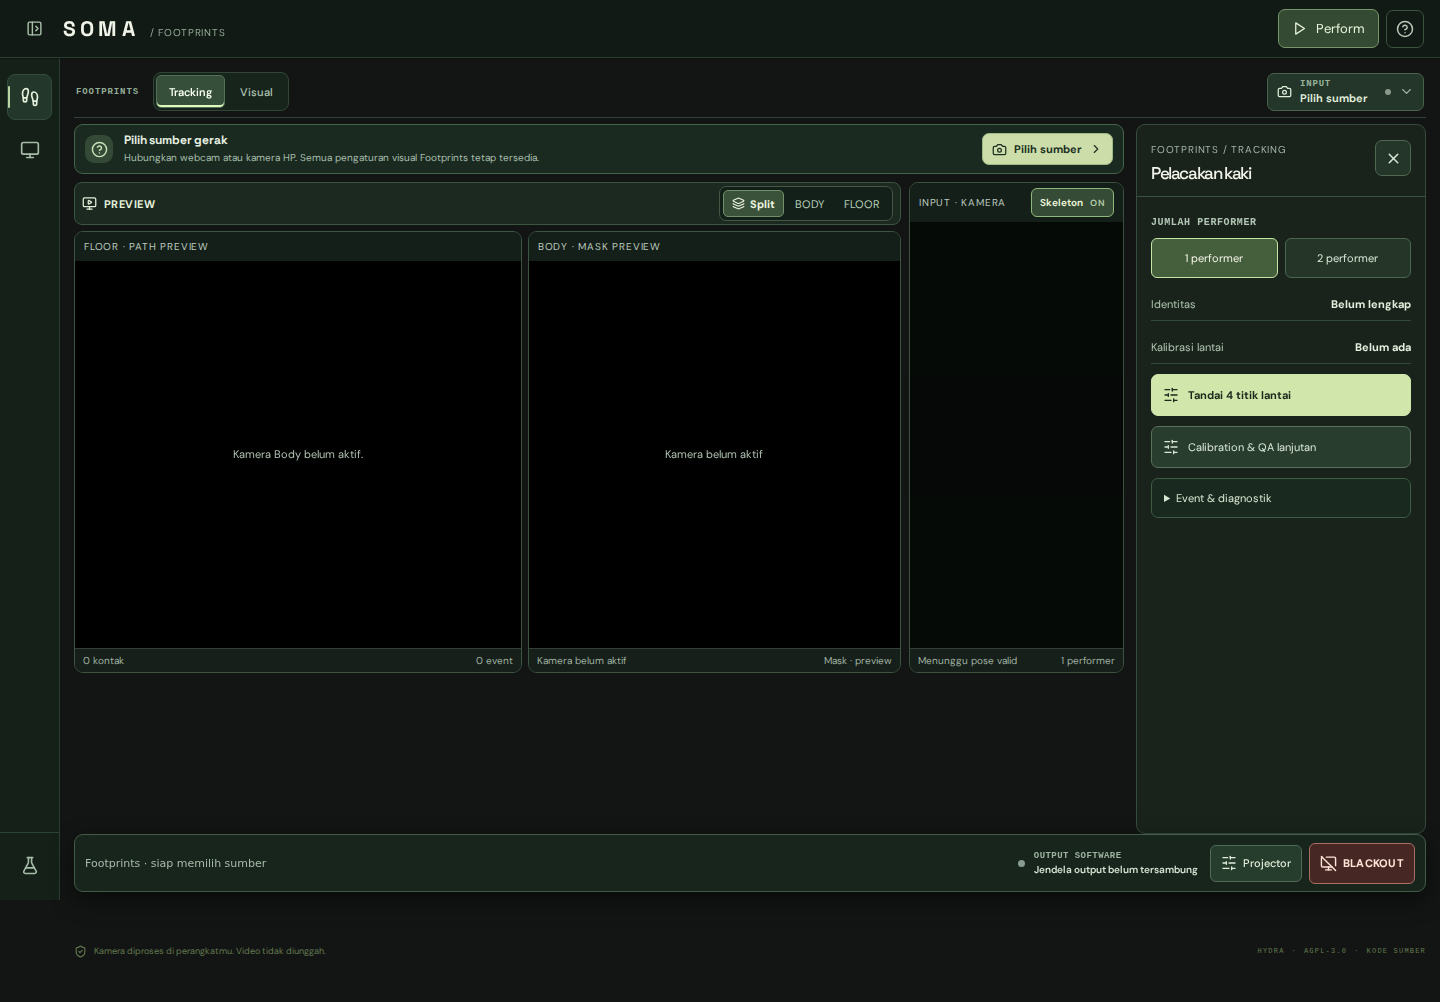 SOMA / FOOTPRINTS
Perform
FOOTPRINTS
Tracking
Visual
INPUT
Pilih sumber
Pilih sumber gerak
Hubungkan webcam atau kamera HP. Semua pengaturan visual Footprints tetap tersedia.
Pilih sumber
PREVIEW
Split
BODY
FLOOR
INPUT · KAMERA
Skeleton ON
FLOOR · PATH PREVIEW
BODY · MASK PREVIEW
Kamera Body belum aktif.
Kamera belum aktif
0 kontak
0 event
Kamera belum aktif
Mask · preview
Menunggu pose valid
1 performer
FOOTPRINTS / TRACKING
Pelacakan kaki
JUMLAH PERFORMER
1 performer
2 performer
Identitas
Belum lengkap
Kalibrasi lantai
Belum ada
Tandai 4 titik lantai
Calibration & QA lanjutan
Event & diagnostik
Footprints · siap memilih sumber
OUTPUT SOFTWARE
Jendela output belum tersambung
Projector
BLACKOUT
Kamera diproses di perangkatmu. Video tidak diunggah.
HYDRA · AGPL-3.0 · KODE SUMBER